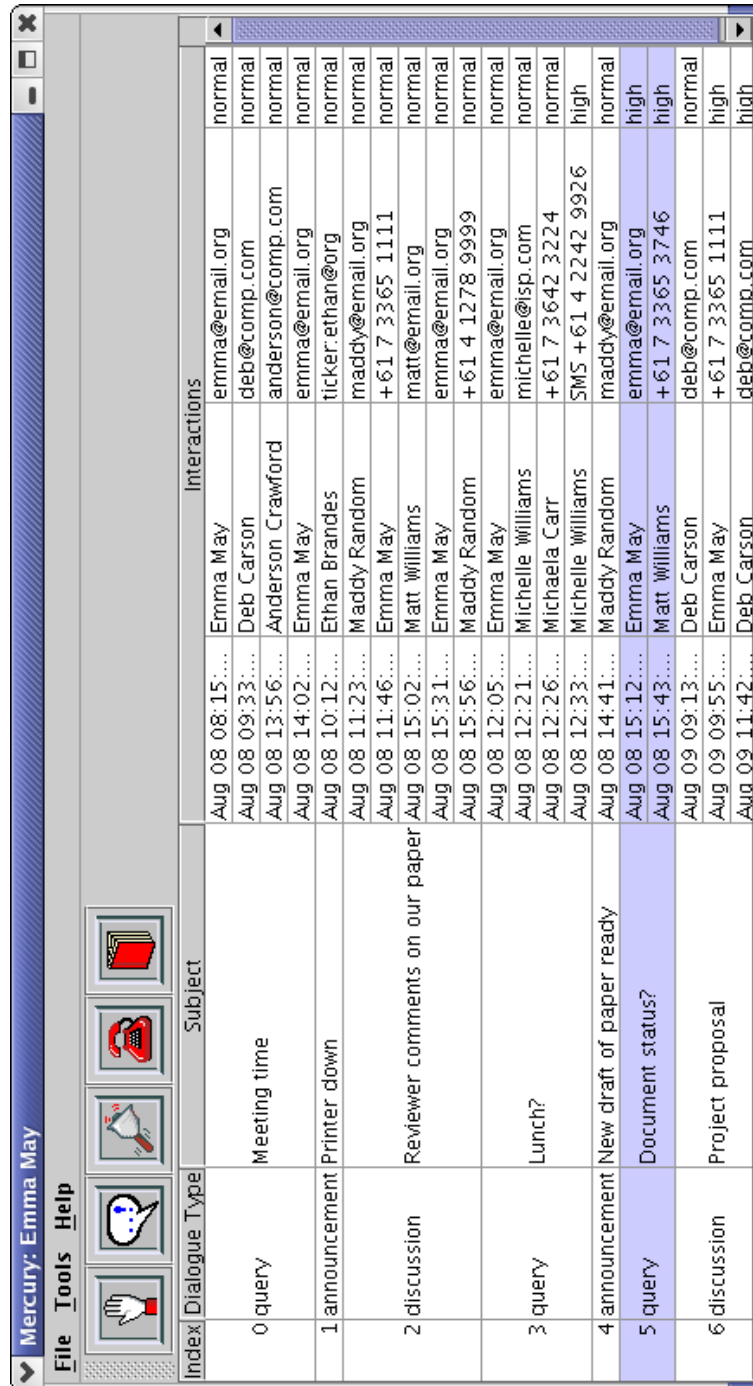 Mercury: Emma May
File Tools Help
Index Dialogue Type Subject Interactions
0 query Meeting time Aug 08 08:15:... Emma May emma@email.org normal
Aug 08 09:33:... Deb Carson deb@comp.com normal
Aug 08 13:56:... Anderson Crawford anderson@comp.com normal
Aug 08 14:02:... Emma May emma@email.org normal
1 announcement Printer down Aug 08 10:12:... Ethan Brandes ticker.ethan@org normal
2 discussion Reviewer comments on our paper Aug 08 11:23:... Maddy Random maddy@email.org normal
Aug 08 11:46:... Emma May +61 7 3365 1111 normal
Aug 08 15:02:... Matt Williams matt@email.org normal
Aug 08 15:31:... Emma May emma@email.org normal
Aug 08 15:56:... Maddy Random +61 4 1278 9999 normal
3 query Lunch? Aug 08 12:05:... Emma May emma@email.org normal
Aug 08 12:21:... Michelle Williams michelle@isp.com normal
Aug 08 12:26:... Michaela Carr +61 7 3642 3224 normal
Aug 08 12:33:... Michelle Williams SMS +61 4 2242 9926 high
4 announcement New draft of paper ready Aug 08 14:41:... Maddy Random maddy@email.org normal
5 query Document status? Aug 08 15:12:... Emma May emma@email.org high
Aug 08 15:43:... Matt Williams +61 7 3365 3746 high
6 discussion Project proposal Aug 09 09:13:... Deb Carson deb@comp.com normal
Aug 09 09:55:... Emma May +61 7 3365 1111 high
Aug 09 11:42:... Deb Carson deb@comp.com high